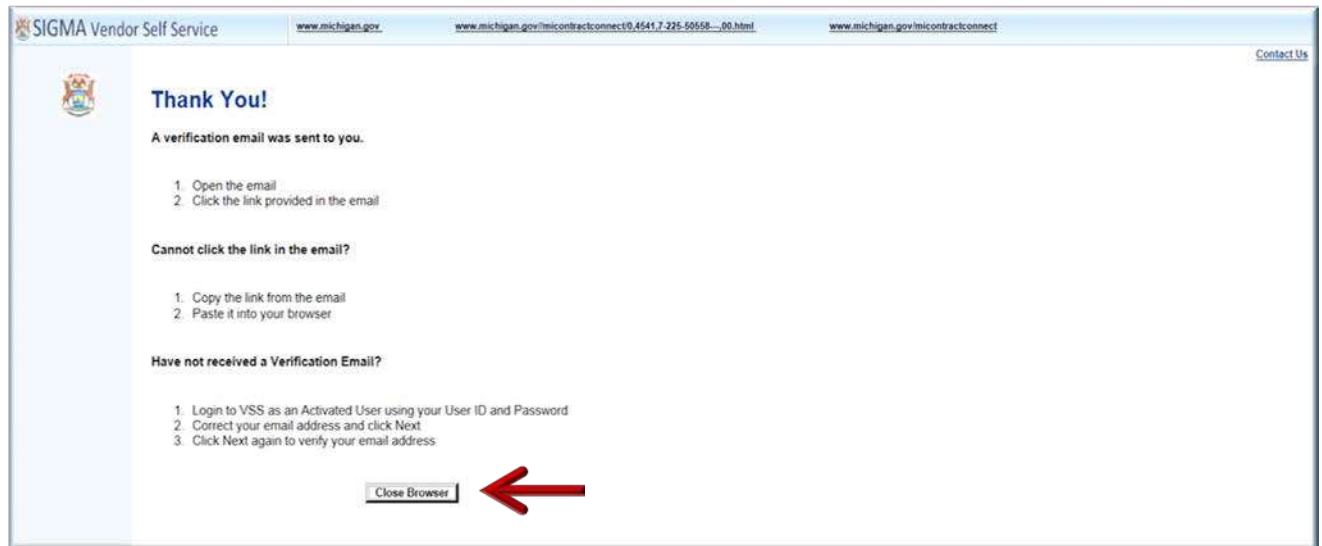 SIGMA Vendor Self Service www.michigan.gov www.michigan.gov//micontractconnect/0,4541,7-225-50558---,00.html www.michigan.gov/micontractconnect
Contact Us
Thank You!
A verification email was sent to you.
1. Open the email
2. Click the link provided in the email
Cannot click the link in the email?
1. Copy the link from the email
2. Paste it into your browser
Have not received a Verification Email?
1. Login to VSS as an Activated User using your User ID and Password
2. Correct your email address and click Next
3. Click Next again to verify your email address
Close Browser